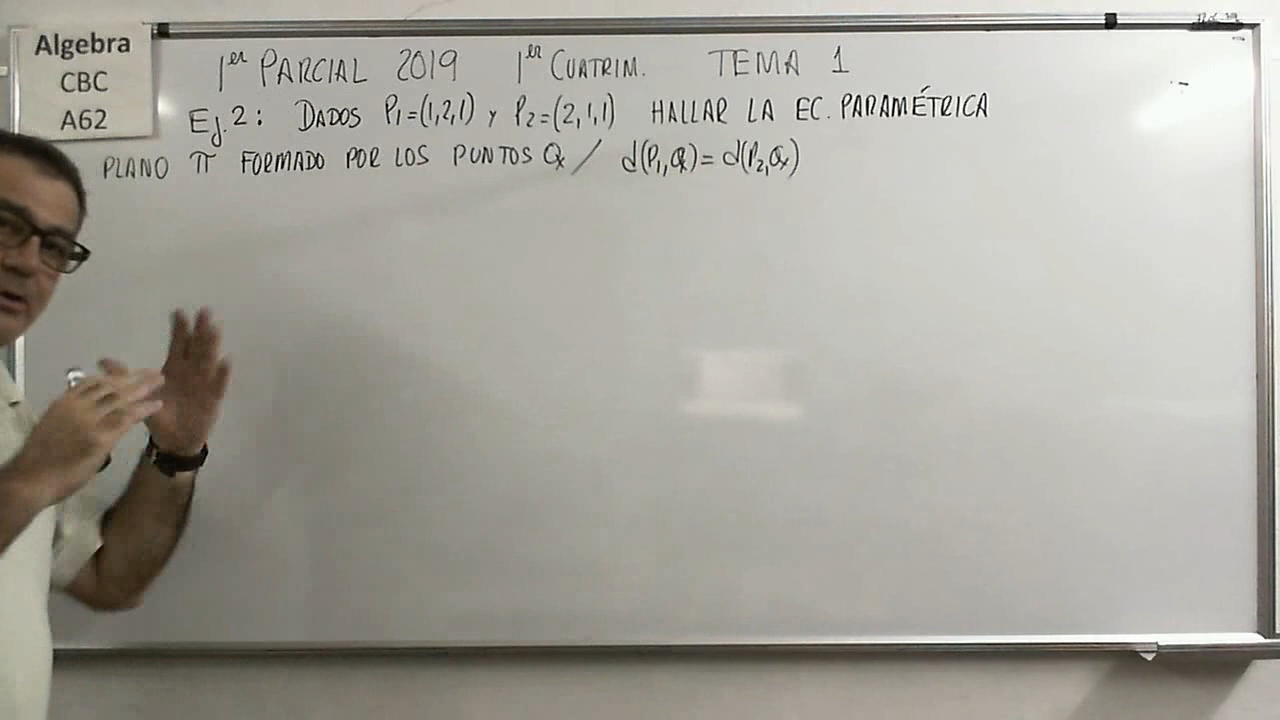 Algebra
CBC
A62
1er PARCIAL 2019 1er CUATRIM. TEMA 1
Ej. 2: DADOS P1=(1,2,1) Y P2=(2,1,1) HALLAR LA EC. PARAMÉTRICA
PLANO π FORMADO POR LOS PUNTOS Qx / d(P1,Qx)=d(P2,Qx)